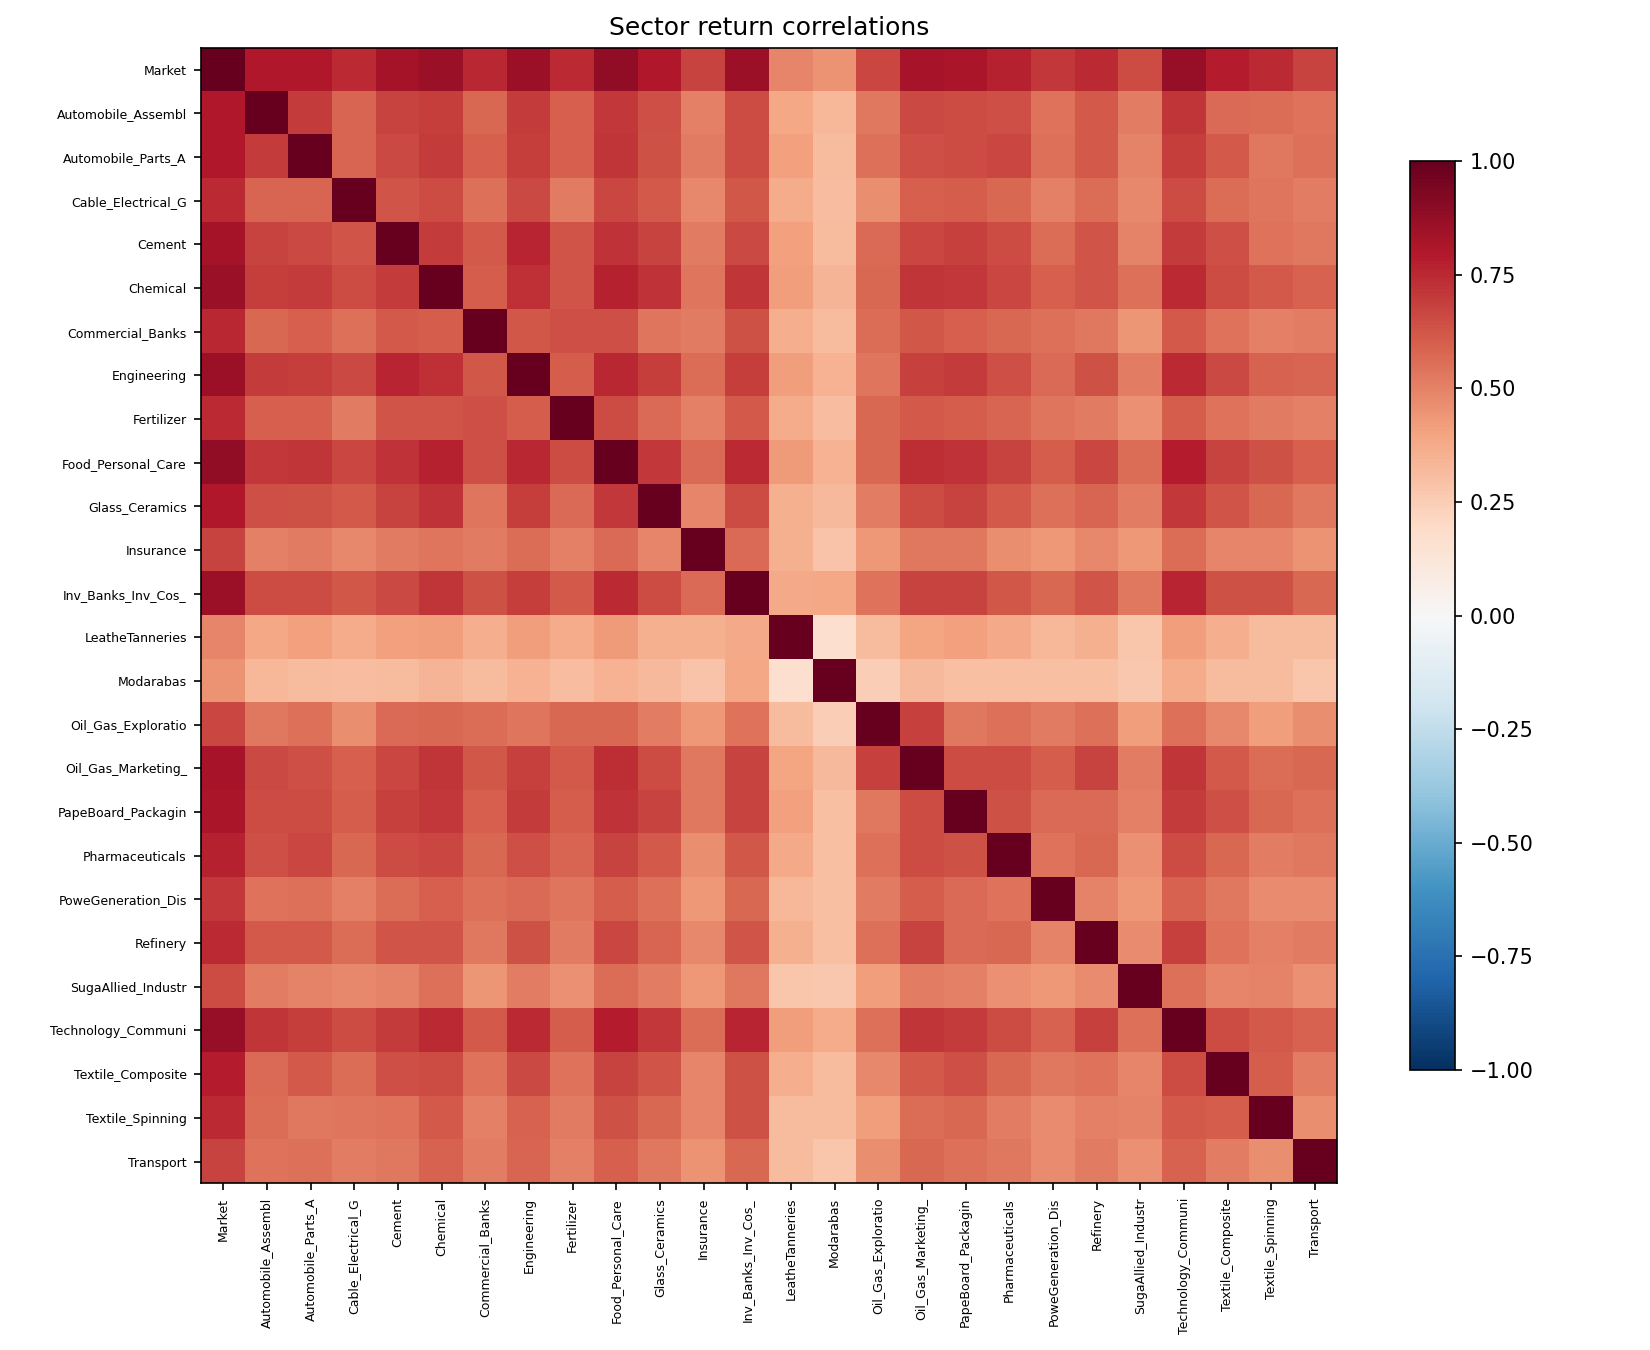 Sector return correlations
Market
Automobile_Assembl
Automobile_Parts_A
Cable_Electrical_G
Cement
Chemical
Commercial_Banks
Engineering
Fertilizer
Food_Personal_Care
Glass_Ceramics
Insurance
Inv_Banks_Inv_Cos_
LeatheTanneries
Modarabas
Oil_Gas_Exploratio
Oil_Gas_Marketing_
PapeBoard_Packagin
Pharmaceuticals
PoweGeneration_Dis
Refinery
SugaAllied_Industr
Technology_Communi
Textile_Composite
Textile_Spinning
Transport
Market
Automobile_Assembl
Automobile_Parts_A
Cable_Electrical_G
Cement
Chemical
Commercial_Banks
Engineering
Fertilizer
Food_Personal_Care
Glass_Ceramics
Insurance
Inv_Banks_Inv_Cos_
LeatheTanneries
Modarabas
Oil_Gas_Exploratio
Oil_Gas_Marketing_
PapeBoard_Packagin
Pharmaceuticals
PoweGeneration_Dis
Refinery
SugaAllied_Industr
Technology_Communi
Textile_Composite
Textile_Spinning
Transport
1.00
0.75
0.50
0.25
0.00
−0.25
−0.50
−0.75
−1.00